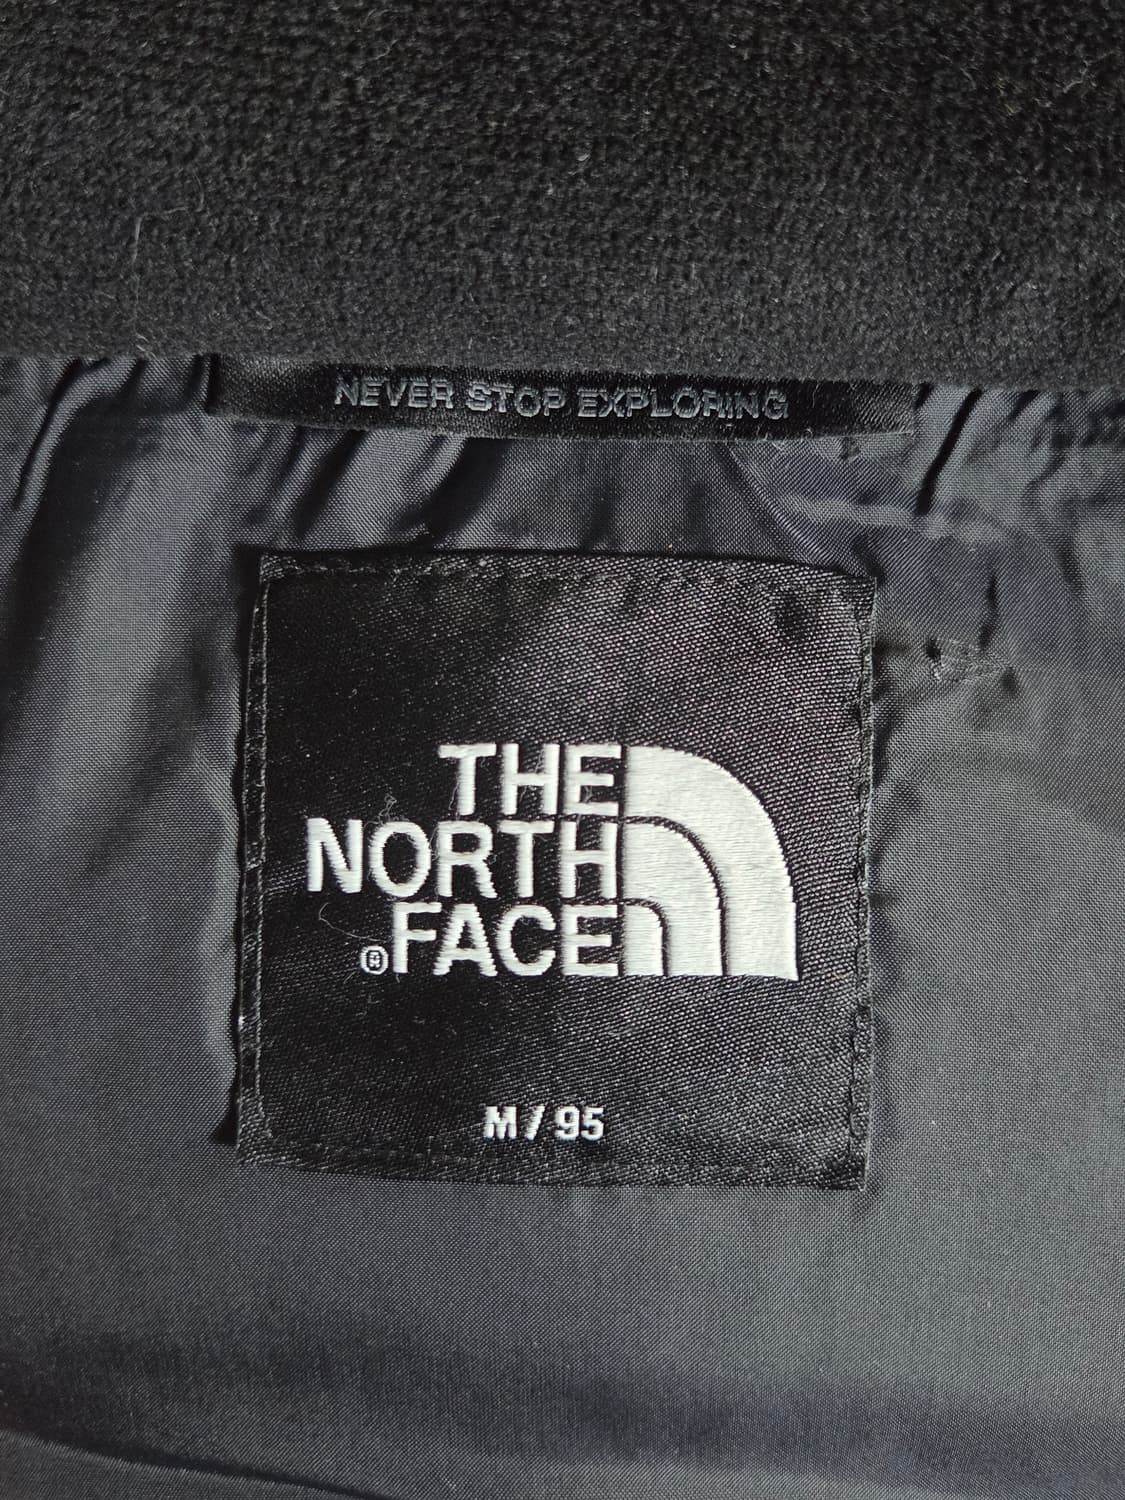 NEVER STOP EXPLORING
THE
NORTH
® FACE
M / 95